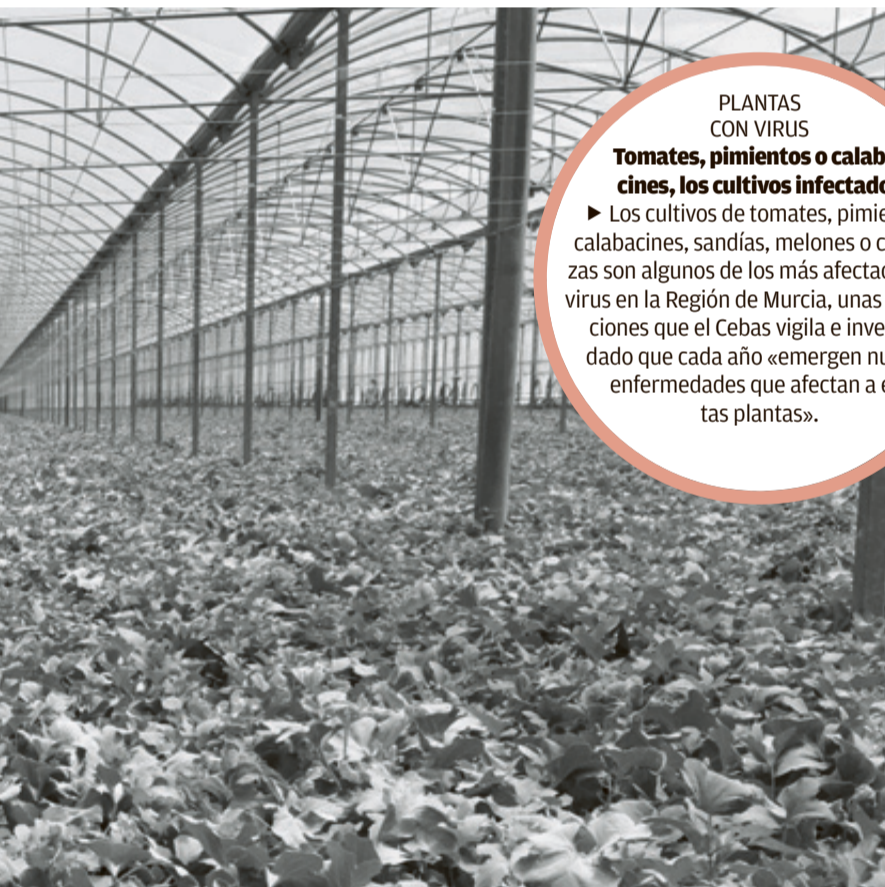 PLANTAS
CON VIRUS
Tomates, pimientos o calab
cines, los cultivos infectado
▶ Los cultivos de tomates, pimie
calabacines, sandías, melones o c
zas son algunos de los más afectad
virus en la Región de Murcia, unas
ciones que el Cebas vigila e inve
dado que cada año «emergen nu
enfermedades que afectan a e
tas plantas».